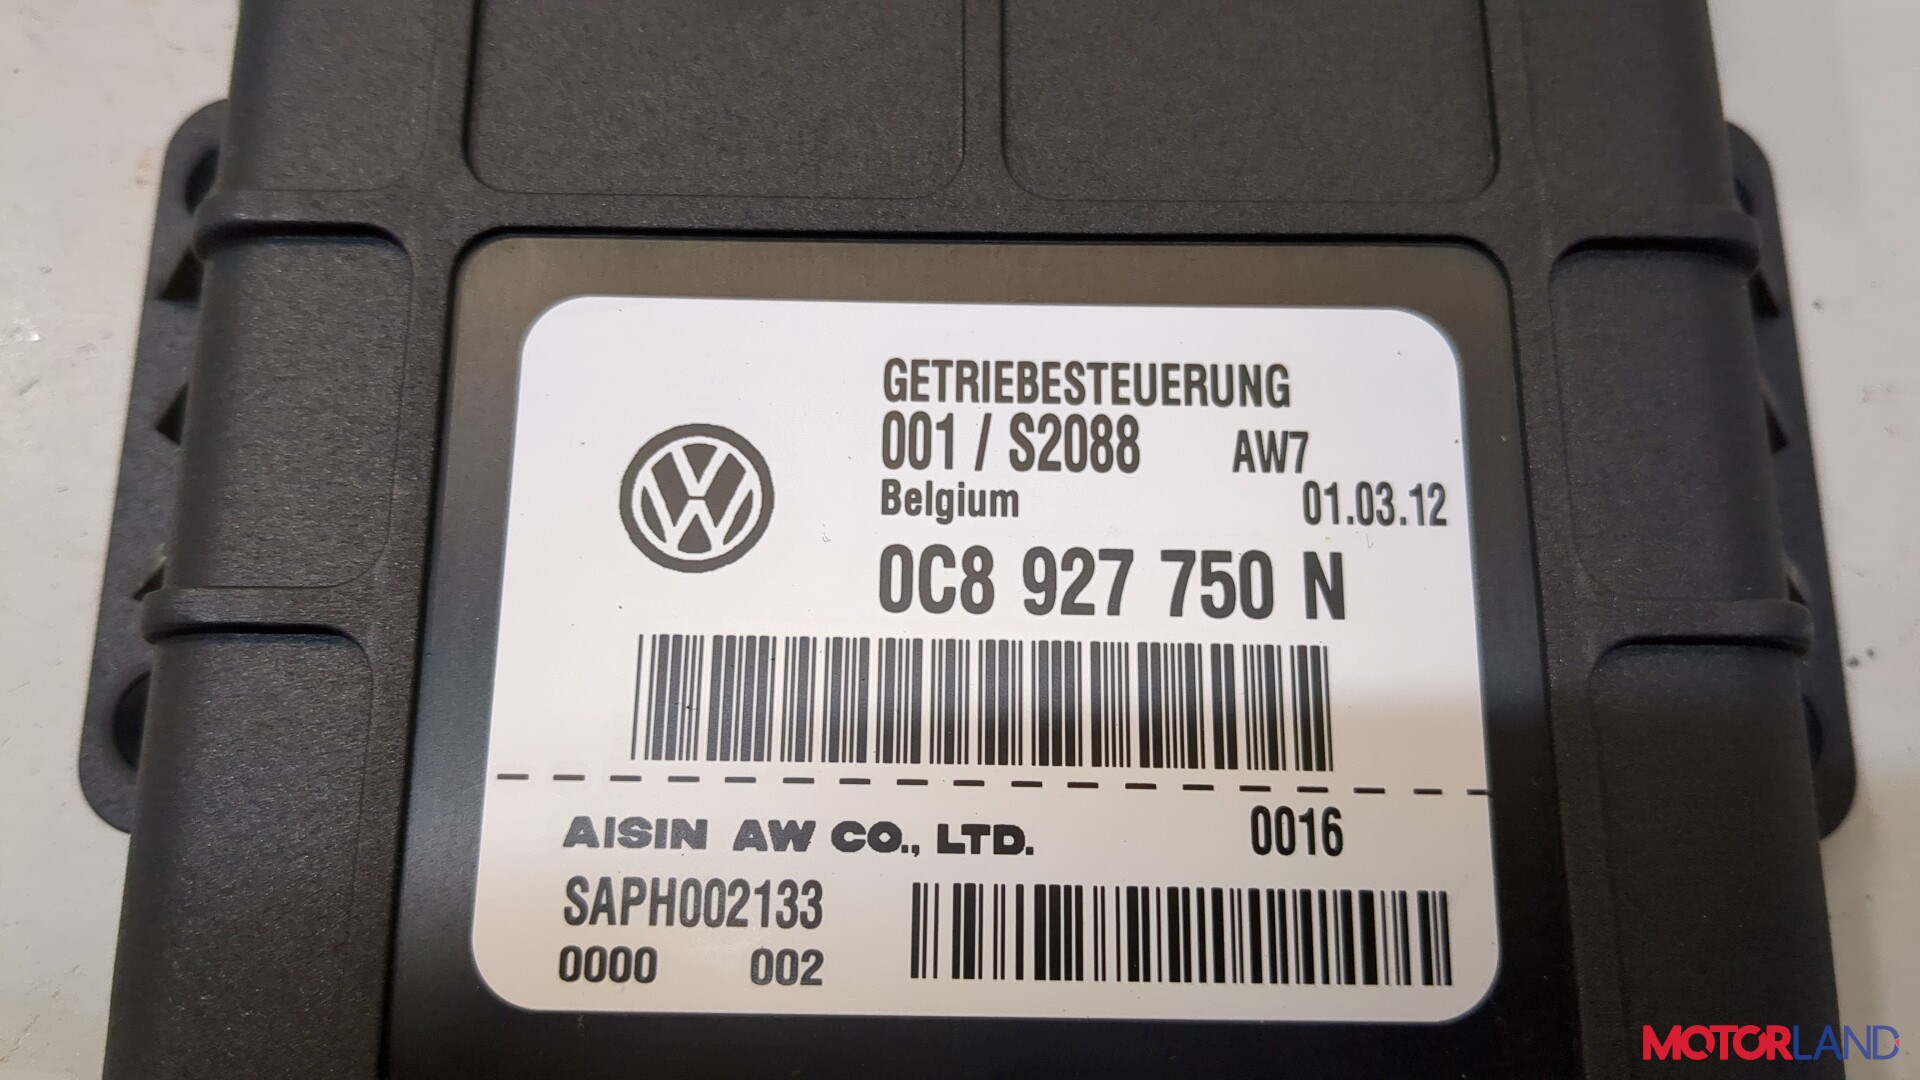 GETRIEBESTEUERUNG
001 / S2088 AW7
Belgium 01.03.12
0C8 927 750 N
AISIN AW CO., LTD. 0016
SAPH002133
0000 002
MOTORLAND